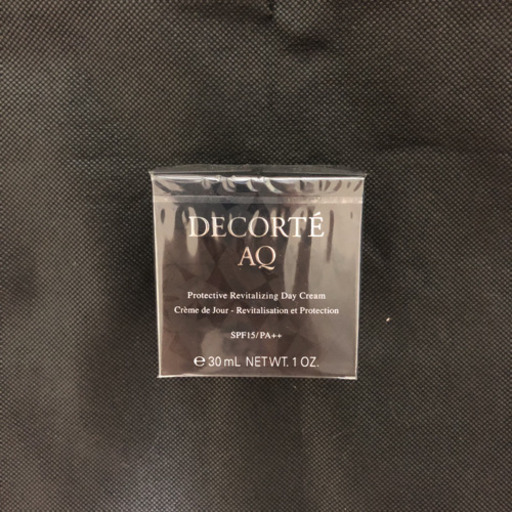 DECORTÉ
AQ
Protective Revitalizing Day Cream
Crème de Jour - Revitalisation et Protection
SPF15/PA++
℮ 30 mL NET WT. 1 OZ.